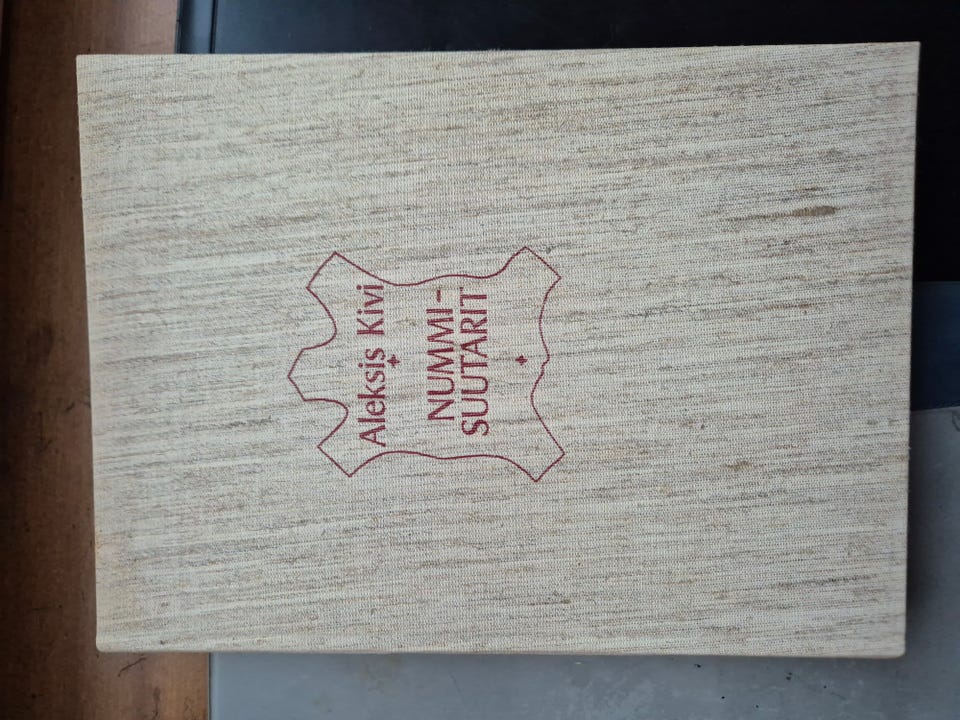 Aleksis Kivi
NUMMI-
SUUTARIT